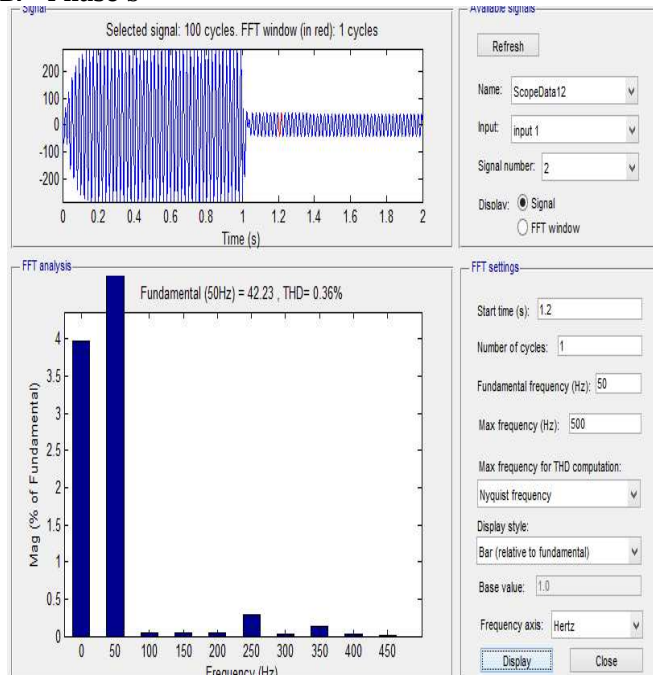 Signal
Selected signal: 100 cycles. FFT window (in red): 1 cycles
200
100
0
-100
-200
0 0.2 0.4 0.6 0.8 1 1.2 1.4 1.6 1.8 2
Time (s)
Available signals
Refresh
Name: ScopeData12
Input: input 1
Signal number: 2
Display: Signal
FFT window
FFT analysis
Fundamental (50Hz) = 42.23 , THD= 0.36%
Mag (% of Fundamental)
4
3.5
3
2.5
2
1.5
1
0.5
0
0 50 100 150 200 250 300 350 400 450
Frequency (Hz)
FFT settings
Start time (s): 1.2
Number of cycles: 1
Fundamental frequency (Hz): 50
Max frequency (Hz): 500
Max frequency for THD computation:
Nyquist frequency
Display style:
Bar (relative to fundamental)
Base value: 1.0
Frequency axis: Hertz
Display Close